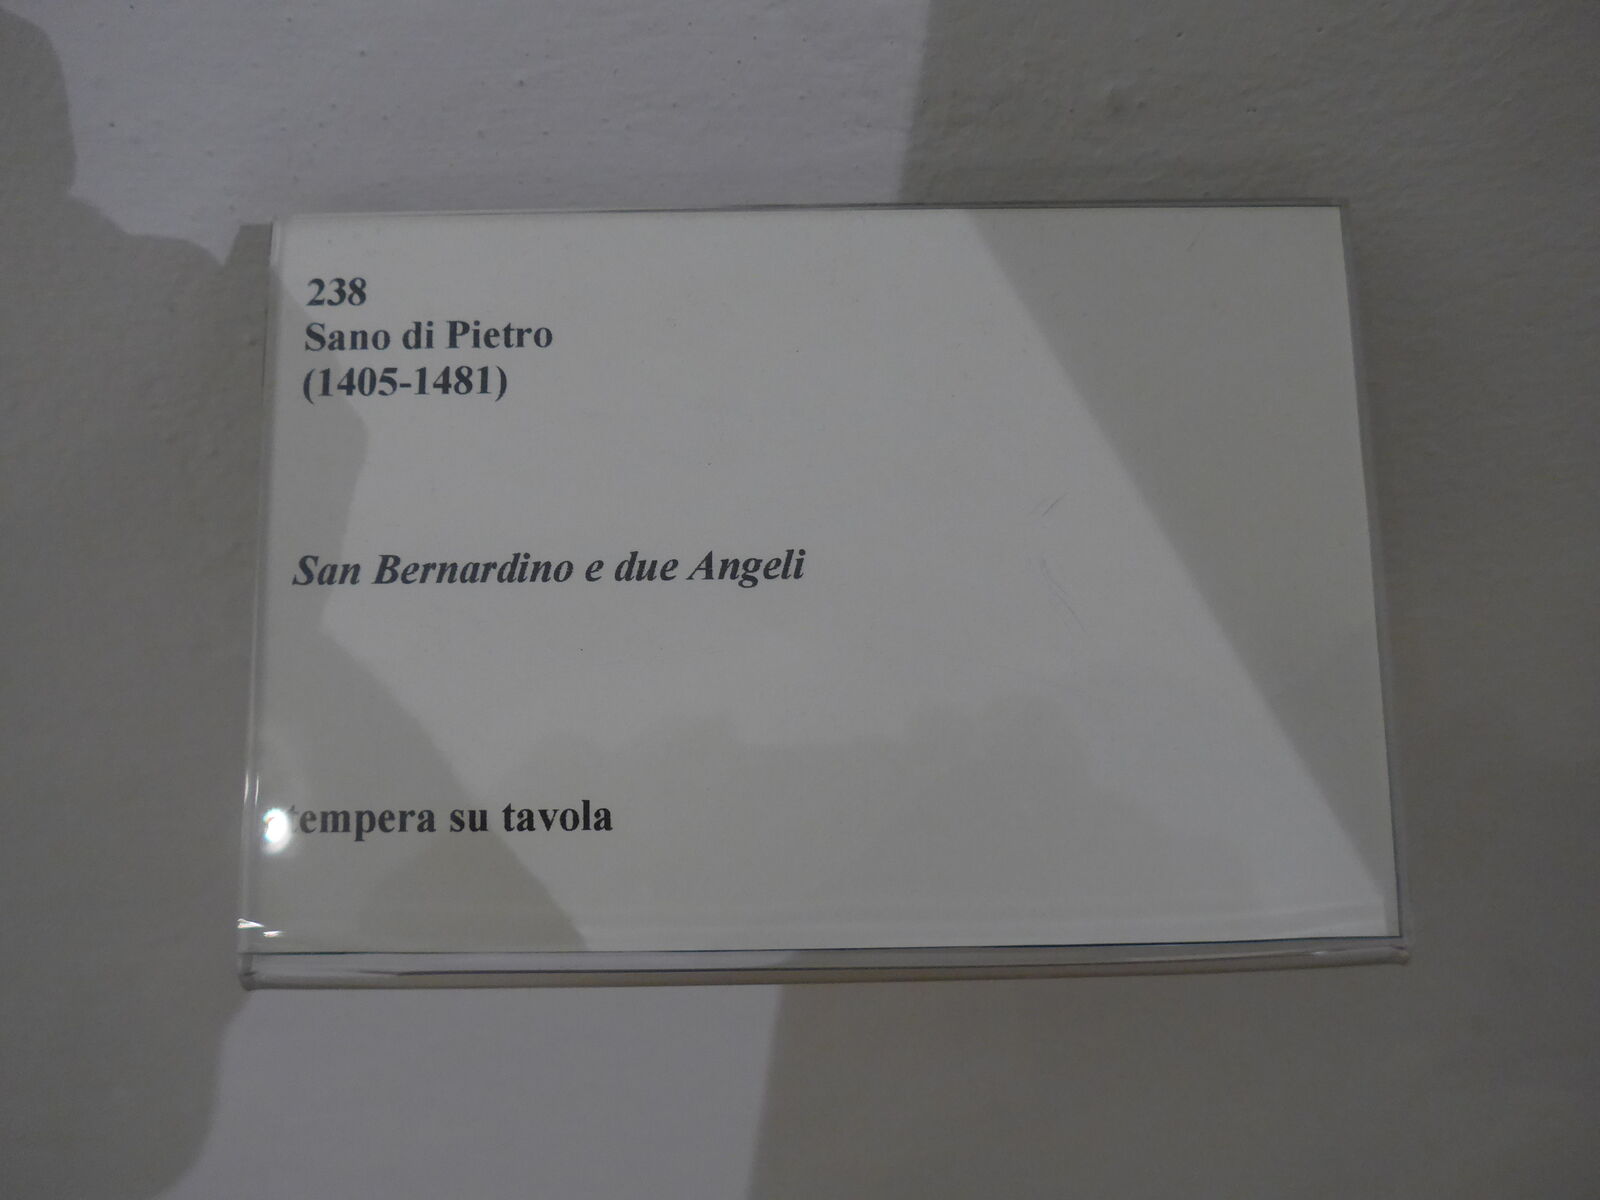 238
Sano di Pietro
(1405-1481)
San Bernardino e due Angeli
tempera su tavola